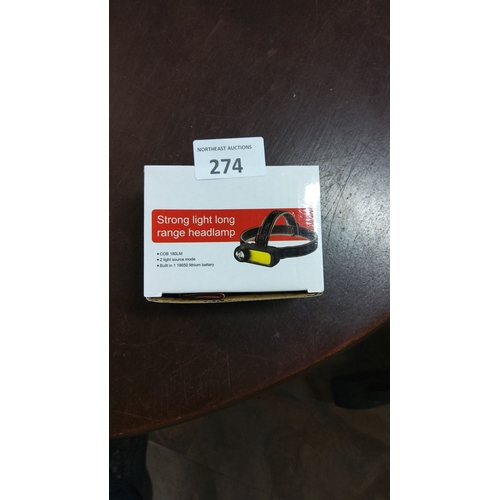 NORTHEAST AUCTIONS
274
Strong light long
range headlamp
• COB 190LM
• 2 light source mode
• Built in 1 18650 lithium battery